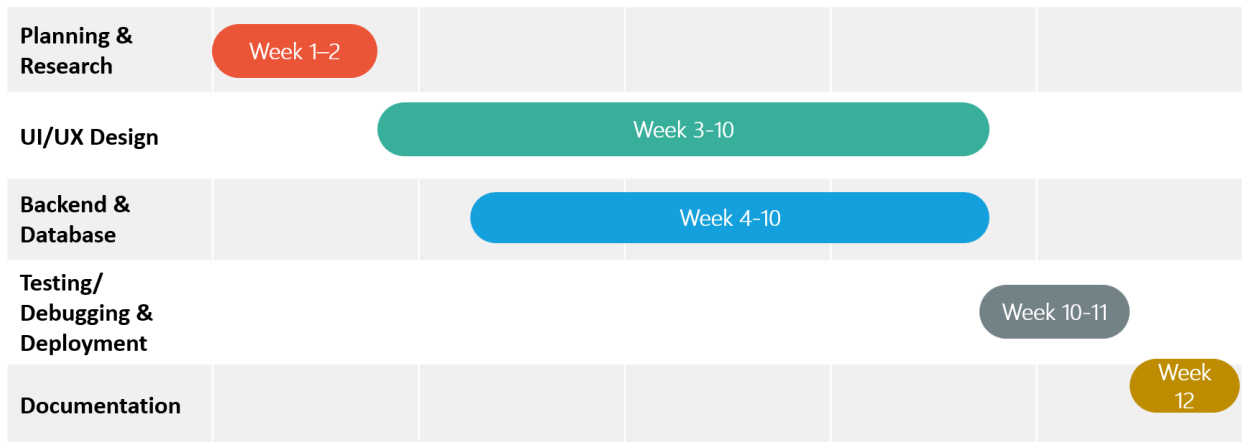 Planning &
Research
Week 1–2
UI/UX Design
Week 3-10
Backend &
Database
Week 4-10
Testing/
Debugging &
Deployment
Week 10-11
Documentation
Week
12